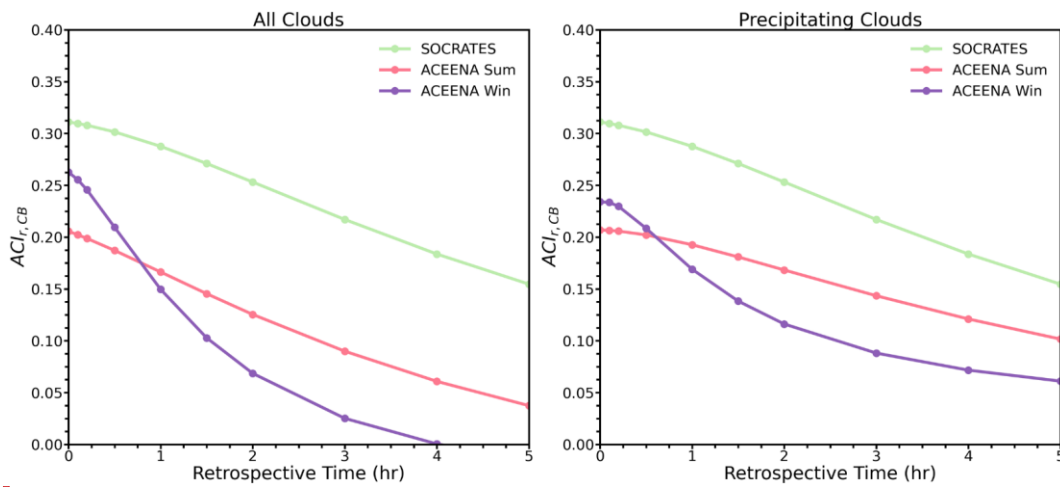 All Clouds
0.40
0.35
0.30
0.25
0.20
0.15
0.10
0.05
0.00
ACI_{r,CB}
SOCRATES
ACEENA Sum
ACEENA Win
0 1 2 3 4 5
Retrospective Time (hr)
Precipitating Clouds
0.40
0.35
0.30
0.25
0.20
0.15
0.10
0.05
0.00
ACI_{r,CB}
SOCRATES
ACEENA Sum
ACEENA Win
0 1 2 3 4 5
Retrospective Time (hr)